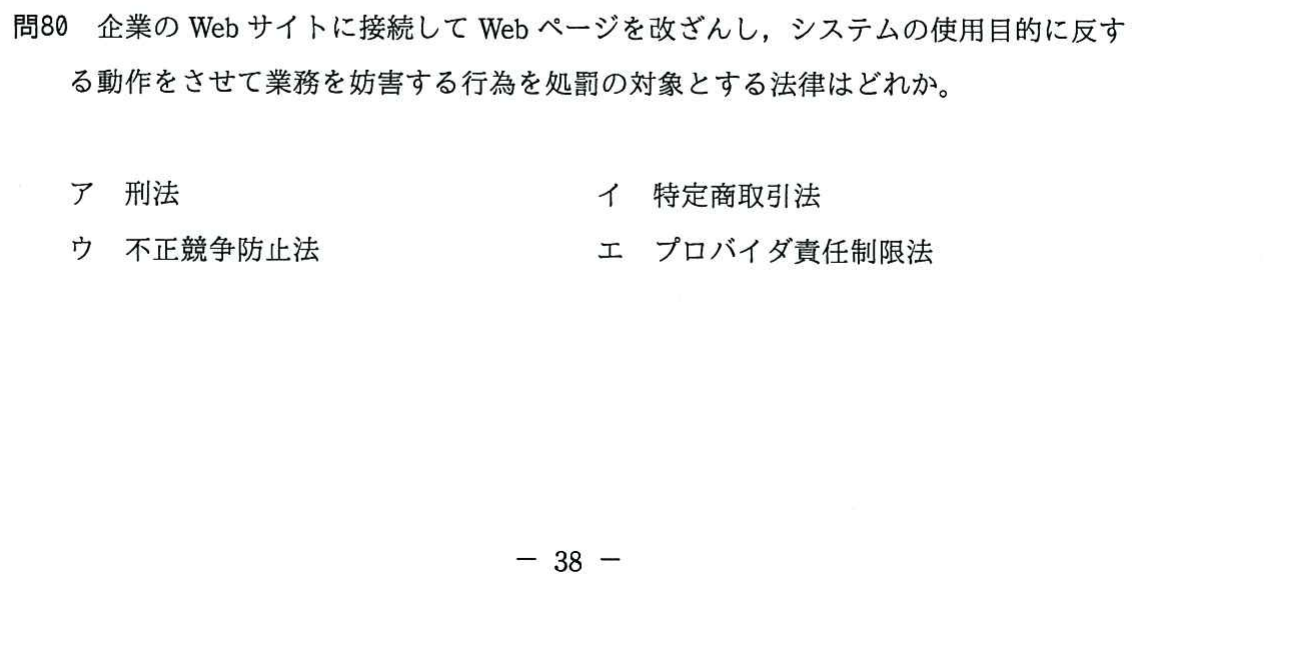 問80 企業の Web サイトに接続して Web ページを改ざんし，システムの使用目的に反す
る動作をさせて業務を妨害する行為を処罰の対象とする法律はどれか。
ア 刑法 イ 特定商取引法
ウ 不正競争防止法 エ プロバイダ責任制限法
－ 38 －